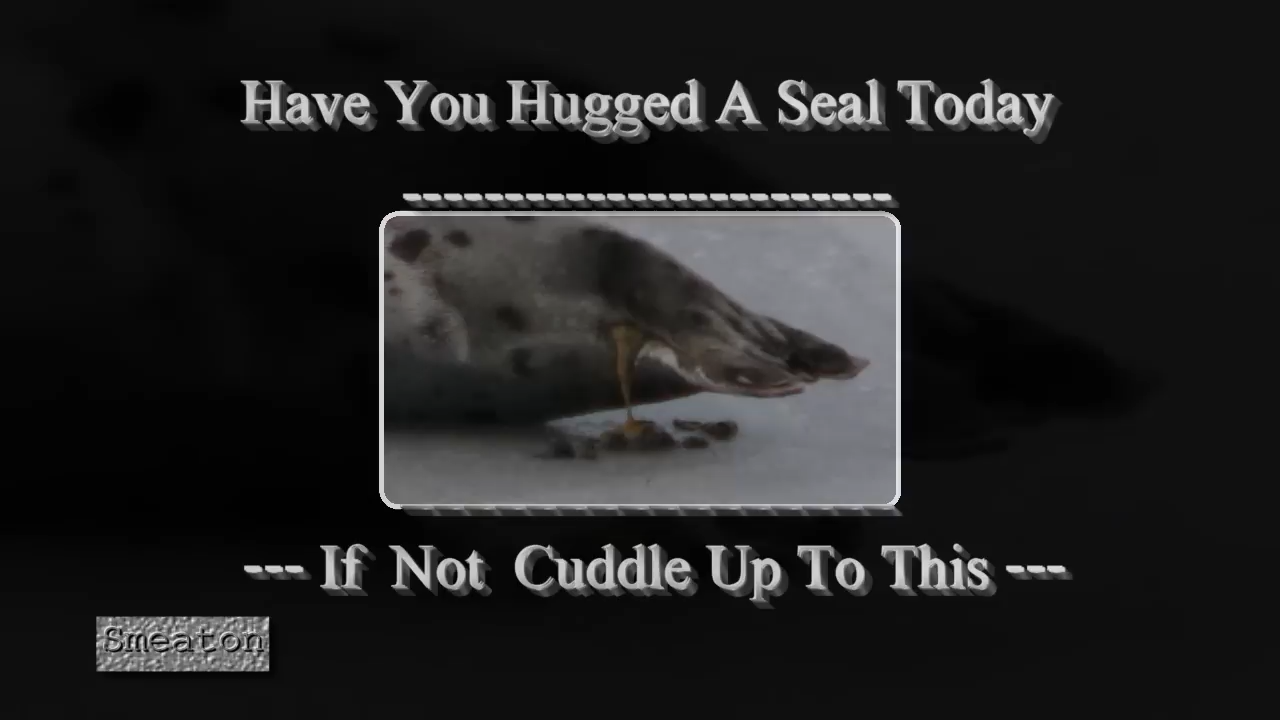 Have You Hugged A Seal Today
------------------------
--- If Not Cuddle Up To This ---
Smeaton